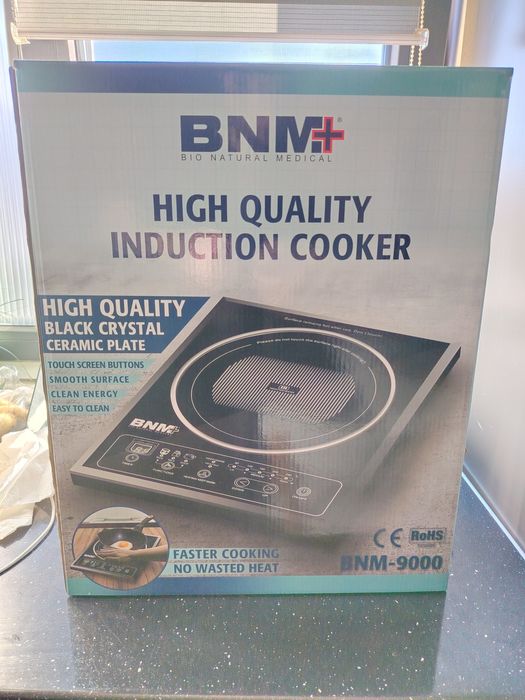 BNM+®
BIO NATURAL MEDICAL
HIGH QUALITY
INDUCTION COOKER
HIGH QUALITY
BLACK CRYSTAL
CERAMIC PLATE
TOUCH SCREEN BUTTONS
SMOOTH SURFACE
CLEAN ENERGY
EASY TO CLEAN
BNM+
FASTER COOKING
NO WASTED HEAT
CE RoHS
BNM-9000